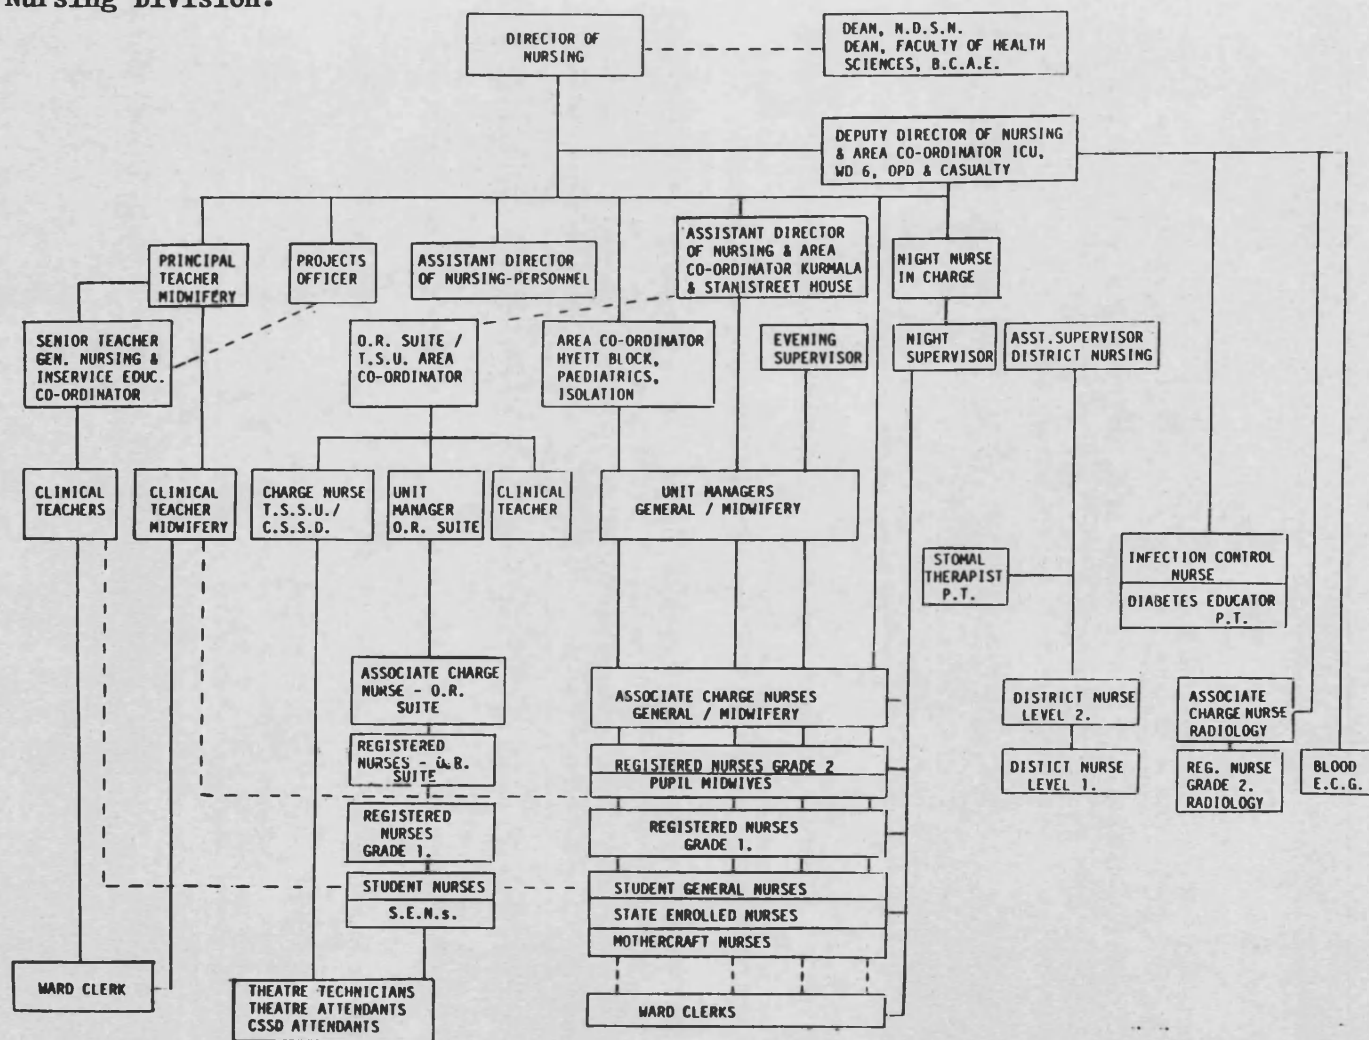 Nursing Division.
DIRECTOR OF
NURSING
DEAN, N.D.S.N.
DEAN, FACULTY OF HEALTH
SCIENCES, B.C.A.E.
DEPUTY DIRECTOR OF NURSING
& AREA CO-ORDINATOR ICU,
WD 6, OPD & CASUALTY
PRINCIPAL
TEACHER
MIDWIFERY
PROJECTS
OFFICER
ASSISTANT DIRECTOR
OF NURSING-PERSONNEL
ASSISTANT DIRECTOR
OF NURSING & AREA
CO-ORDINATOR KURMALA
& STANISTREET HOUSE
NIGHT NURSE
IN CHARGE
SENIOR TEACHER
GEN. NURSING &
INSERVICE EDUC.
CO-ORDINATOR
O.R. SUITE /
T.S.U. AREA
CO-ORDINATOR
AREA CO-ORDINATOR
HYETT BLOCK,
PAEDIATRICS,
ISOLATION
EVENING
SUPERVISOR
NIGHT
SUPERVISOR
ASST.SUPERVISOR
DISTRICT NURSING
CLINICAL
TEACHERS
CLINICAL
TEACHER
MIDWIFERY
CHARGE NURSE
T.S.S.U./
C.S.S.D.
UNIT
MANAGER
O.R. SUITE
CLINICAL
TEACHER
UNIT MANAGERS
GENERAL / MIDWIFERY
STOMAL
THERAPIST
P.T.
INFECTION CONTROL
NURSE
DIABETES EDUCATOR
P.T.
ASSOCIATE CHARGE
NURSE - O.R.
SUITE
ASSOCIATE CHARGE NURSES
GENERAL / MIDWIFERY
DISTRICT NURSE
LEVEL 2.
ASSOCIATE
CHARGE NURSE
RADIOLOGY
REGISTERED
NURSES - O.R.
SUITE
REGISTERED NURSES GRADE 2
PUPIL MIDWIVES
DISTICT NURSE
LEVEL 1.
REG. NURSE
GRADE 2.
RADIOLOGY
BLOOD
E.C.G.
REGISTERED
NURSES
GRADE 1.
REGISTERED NURSES
GRADE 1.
STUDENT NURSES
S.E.N.s.
STUDENT GENERAL NURSES
STATE ENROLLED NURSES
MOTHERCRAFT NURSES
WARD CLERK
THEATRE TECHNICIANS
THEATRE ATTENDANTS
CSSD ATTENDANTS
WARD CLERKS